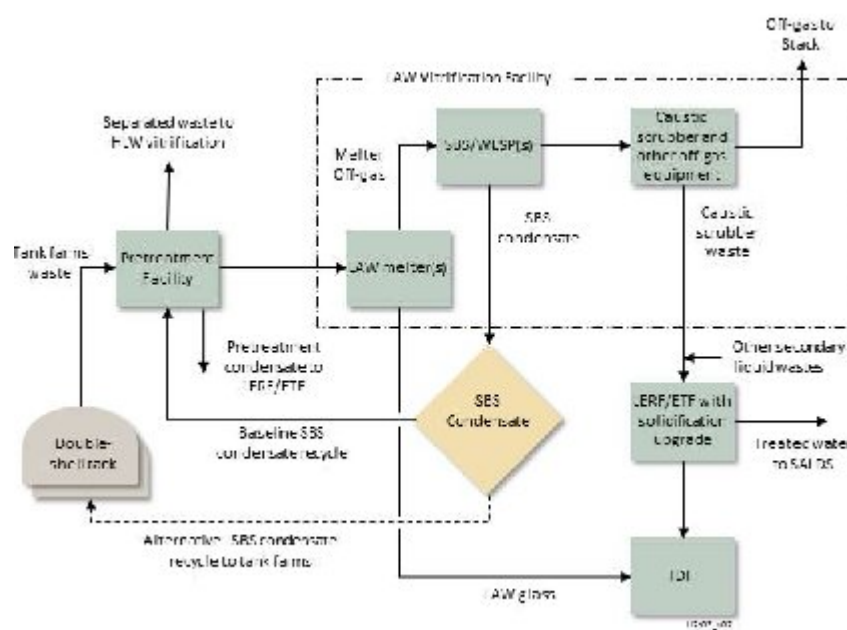 Off-gas to
Stack
LAW Vitrification Facility
Separated waste to
HLW vitrification
Melter
Off-gas
SBS/WESP(s)
Caustic
scrubber and
other off-gas
equipment
SBS
condensate
Caustic
scrubber
waste
Tank farms
waste
Pretreatment
Facility
LAW melter(s)
Pretreatment
condensate to
LERF/ETF
Other secondary
liquid wastes
SBS
Condensate
LERF/ETF with
solidification
upgrade
Baseline SBS
condensate recycle
Treated water
to SALDS
Double-
shell tank
Alternative SBS condensate
recycle to tank farms
LAW glass
IDF